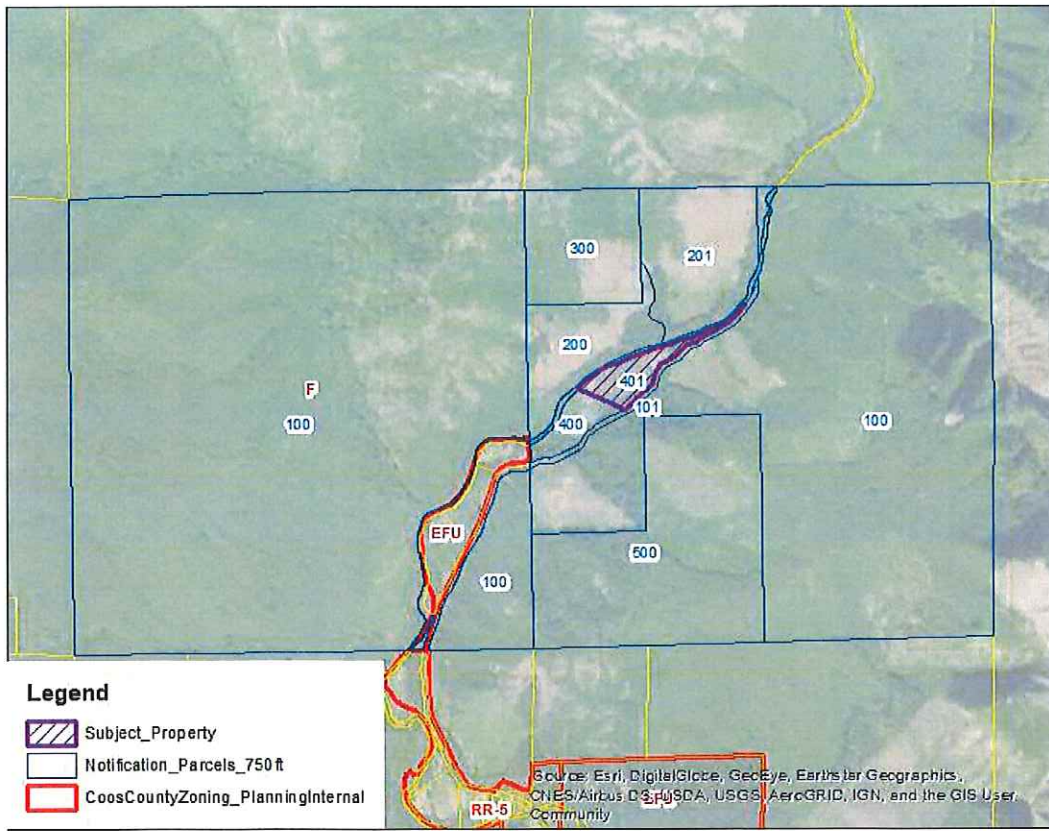 300
201
200
401
F
101
100
400
100
EFU
500
100
Legend
Subject_Property
Notification_Parcels_750ft
CoosCountyZoning_PlanningInternal
RR-5
Source: Esri, DigitalGlobe, GeoEye, Earthstar Geographics,
CNES/Airbus DS, USDA, USGS, AeroGRID, IGN, and the GIS User
Community